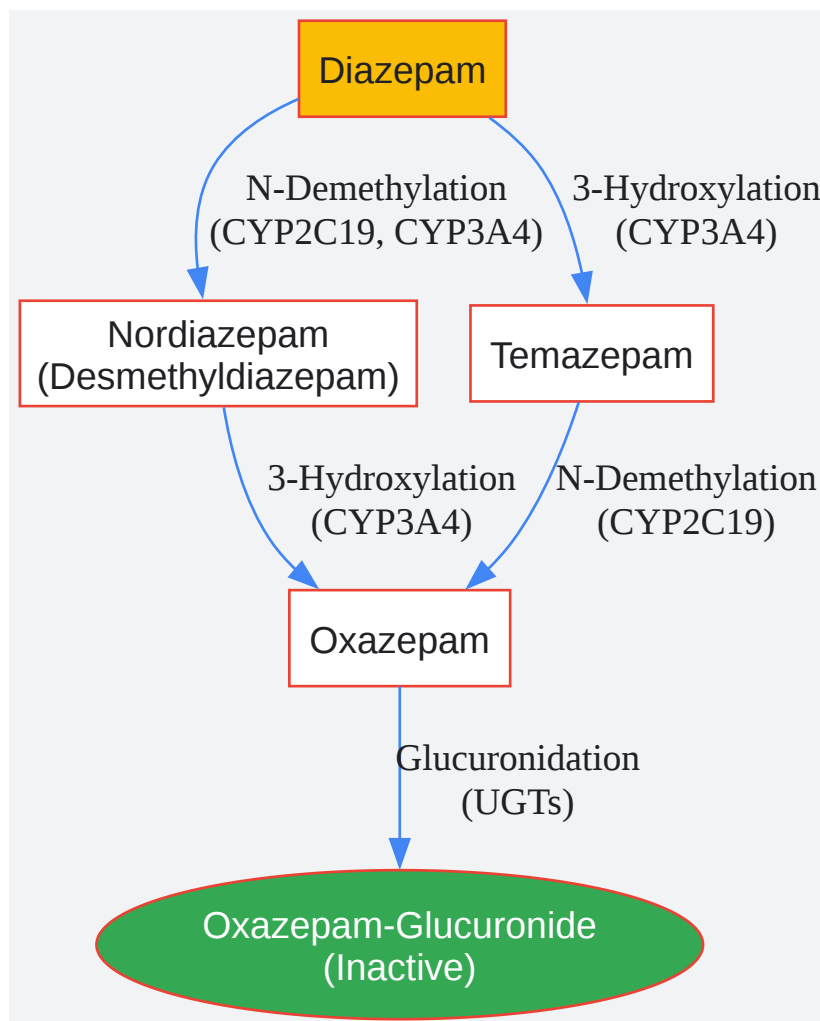 Diazepam
N-Demethylation
(CYP2C19, CYP3A4)
3-Hydroxylation
(CYP3A4)
Nordiazepam
(Desmethyldiazepam)
Temazepam
3-Hydroxylation
(CYP3A4)
N-Demethylation
(CYP2C19)
Oxazepam
Glucuronidation
(UGTs)
Oxazepam-Glucuronide
(Inactive)